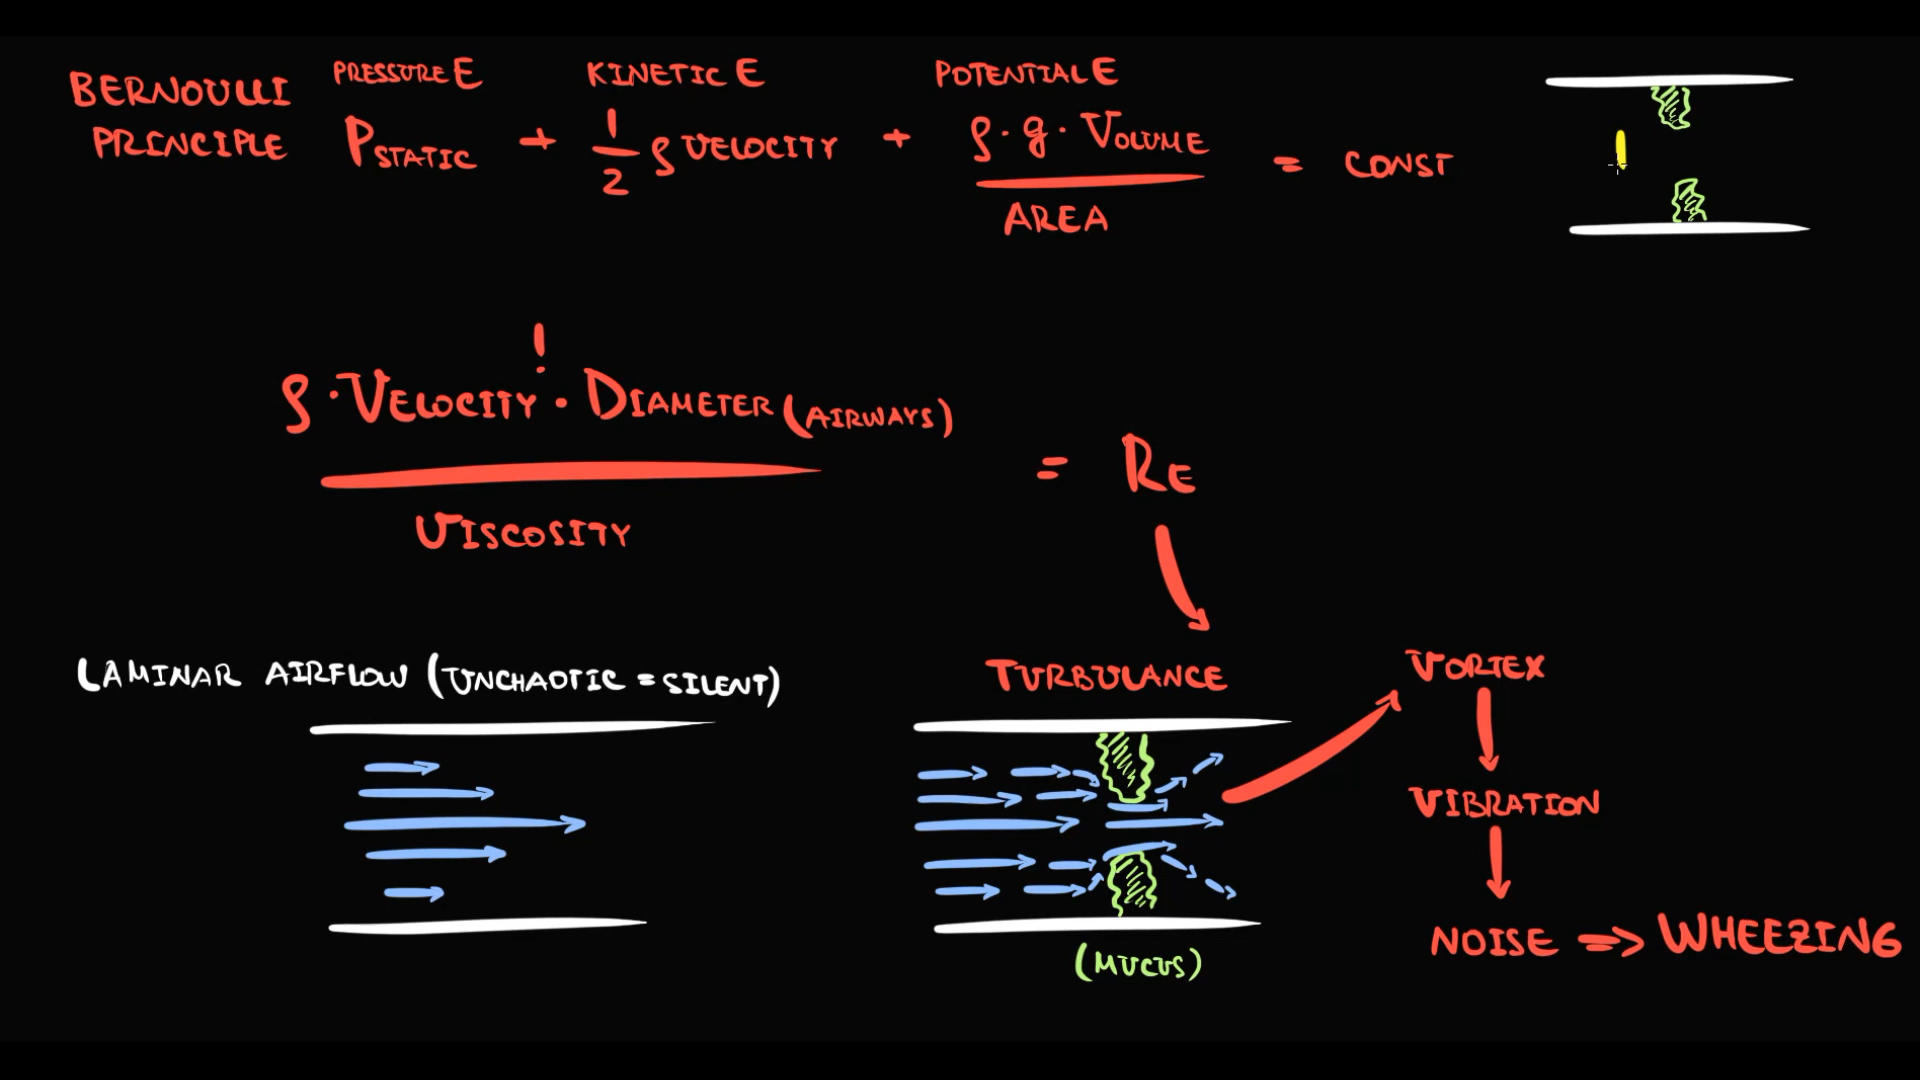 BERNOULLI PRINCIPLE
PRESSURE E
KINETIC E
POTENTIAL E
P STATIC + 1/2 ρ VELOCITY + ρ · g · VOLUME / AREA = CONST
!
ρ · VELOCITY · DIAMETER (AIRWAYS) / VISCOSITY = RE
LAMINAR AIRFLOW (UNCHAOTIC = SILENT)
TURBULANCE
(MUCUS)
VORTEX
VIBRATION
NOISE => WHEEZING